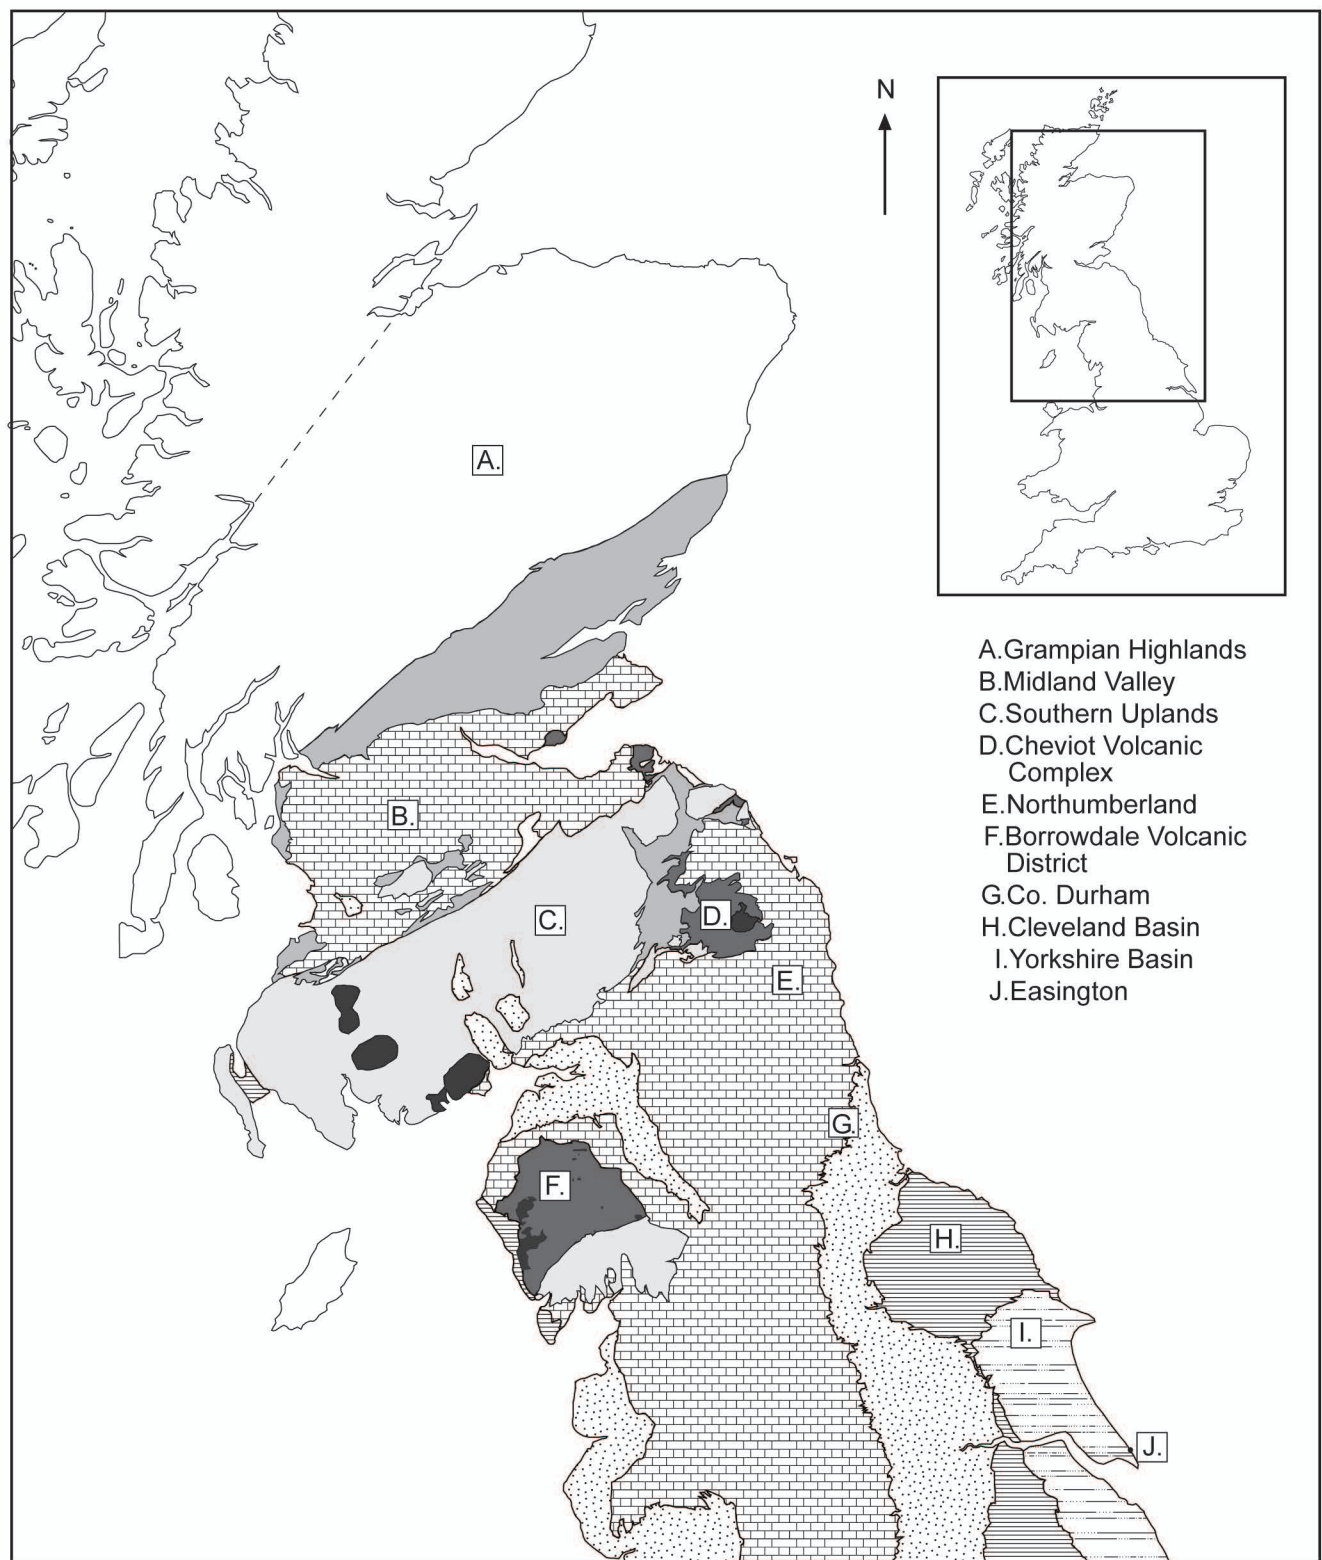 N
A.
B.
C.
D.
E.
F.
G.
H.
I.
J.
A.Grampian Highlands
B.Midland Valley
C.Southern Uplands
D.Cheviot Volcanic
Complex
E.Northumberland
F.Borrowdale Volcanic
District
G.Co. Durham
H.Cleveland Basin
I.Yorkshire Basin
J.Easington